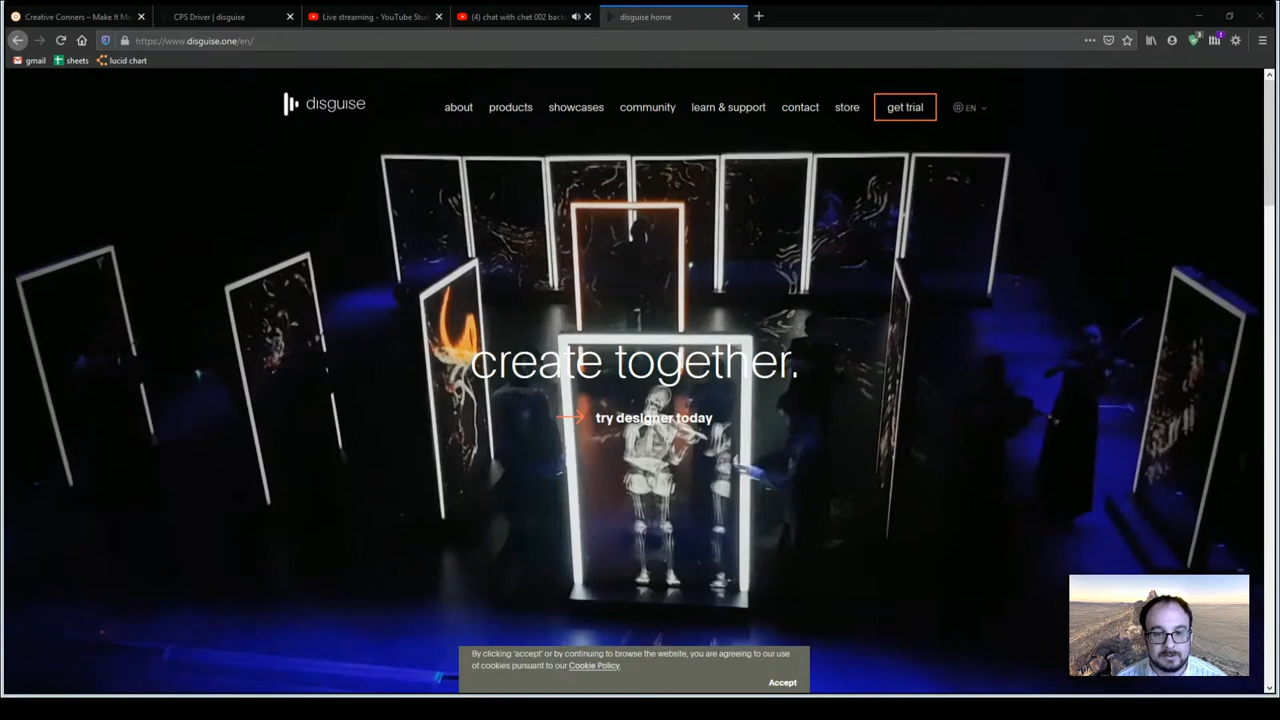 Creative Conners – Make It M
CPS Driver | disguise
Live streaming - YouTube Stud
(4) chat with chet 002 back
disguise home
https://www.disguise.one/en/
gmail
sheets
lucid chart
disguise
about
products
showcases
community
learn & support
contact
store
get trial
EN
create together.
try designer today
By clicking 'accept' or by continuing to browse the website, you are agreeing to our use
of cookies pursuant to our Cookie Policy.
Accept